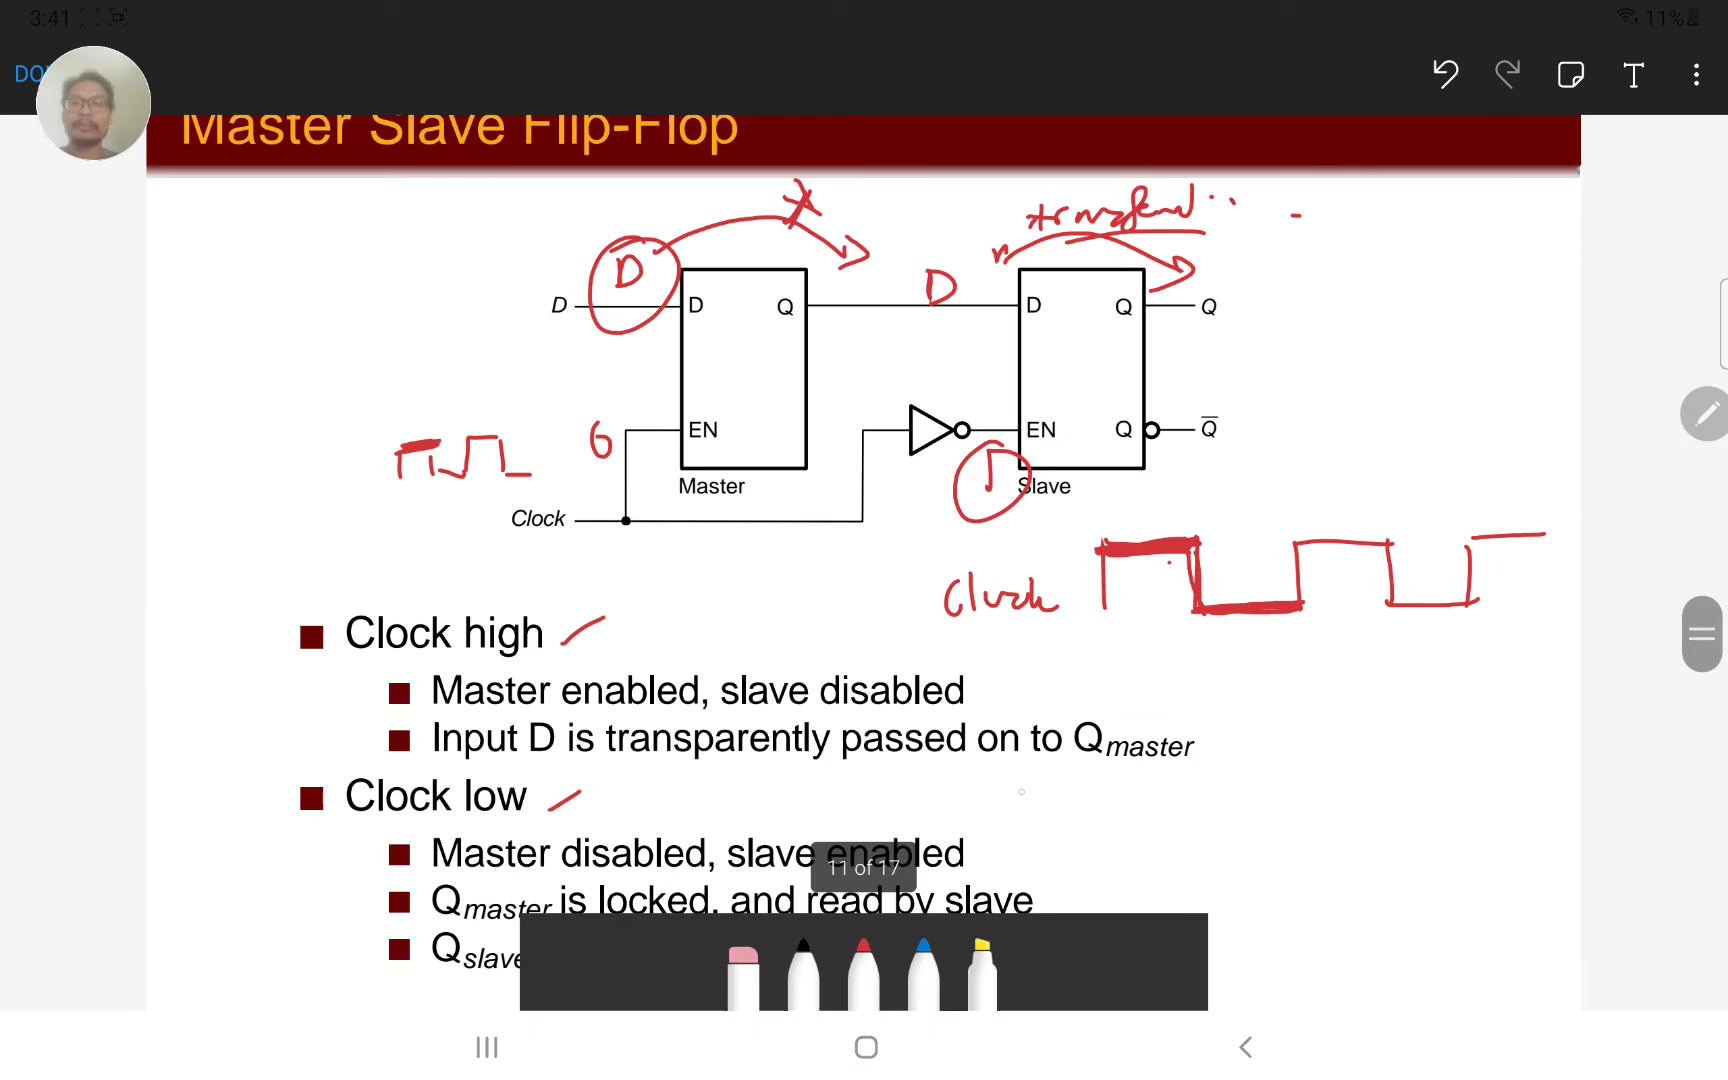 3:41
11%
DO
Master Slave Flip-Flop
D
D
D
D
Q
D
Q
Q
EN
EN
Q
Q̅
Master
Slave
Clock
Clock
Clock high
Master enabled, slave disabled
Input D is transparently passed on to Qmaster
Clock low
Master disabled, slave enabled
11 of 17
Qmaster is locked, and read by slave
Qslave